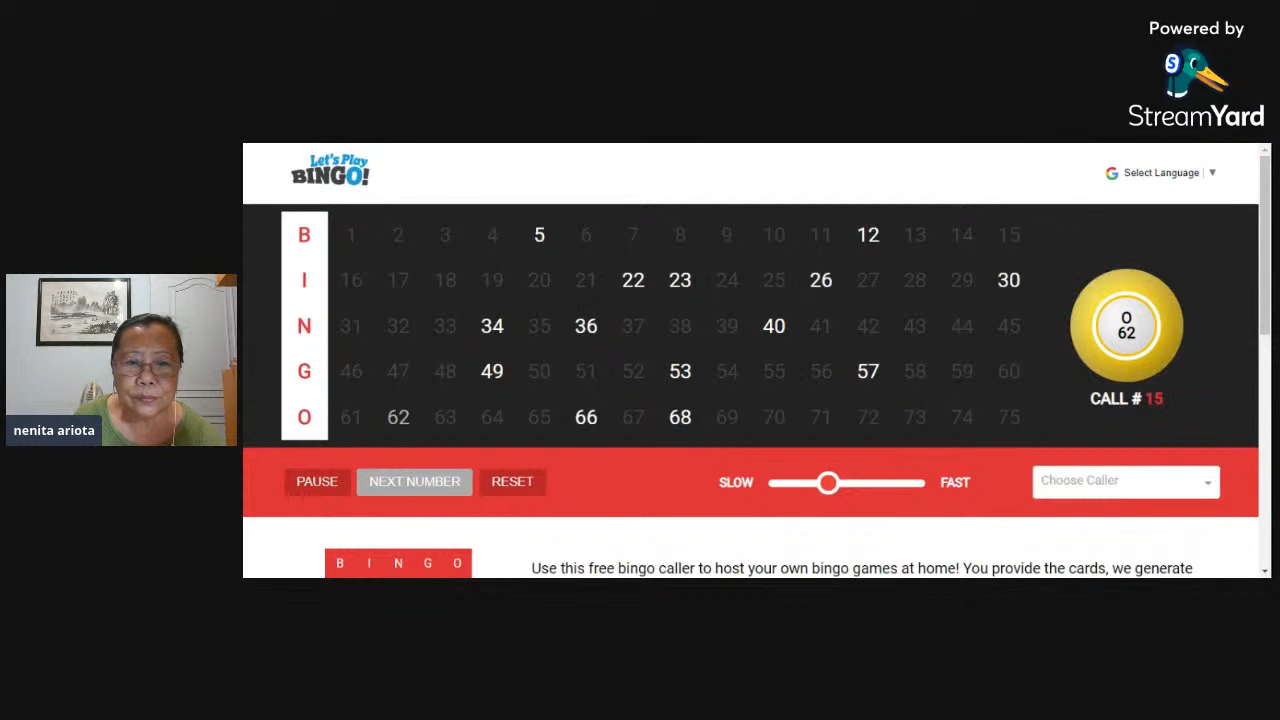 Powered by
S
StreamYard
Let's Play
BINGO!
Select Language
B 1 2 3 4 5 6 7 8 9 10 11 12 13 14 15
I 16 17 18 19 20 21 22 23 24 25 26 27 28 29 30
N 31 32 33 34 35 36 37 38 39 40 41 42 43 44 45
G 46 47 48 49 50 51 52 53 54 55 56 57 58 59 60
O 61 62 63 64 65 66 67 68 69 70 71 72 73 74 75
O
62
CALL # 15
nenita ariota
PAUSE NEXT NUMBER RESET SLOW FAST Choose Caller
B I N G O
Use this free bingo caller to host your own bingo games at home! You provide the cards, we generate